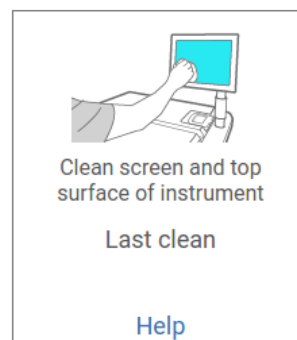 Clean screen and top
surface of instrument
Last clean
Help